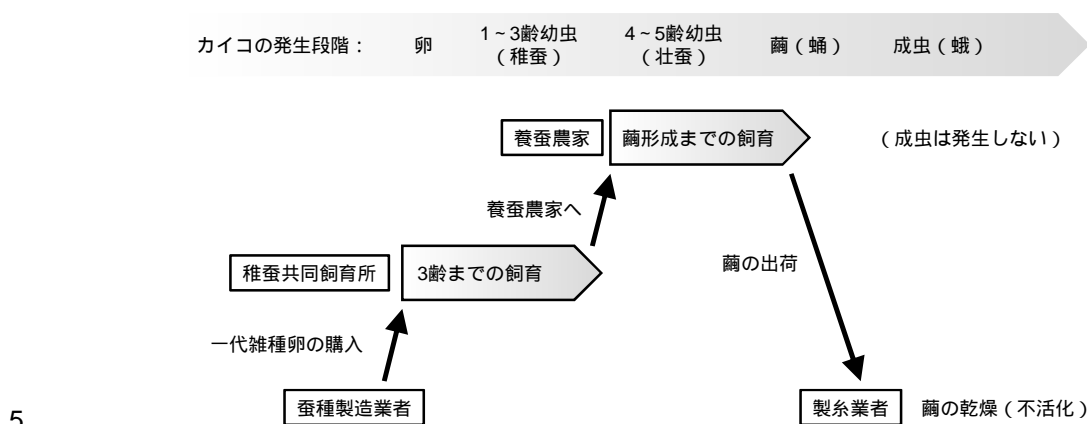 カイコの発生段階： 卵 1~3齢幼虫 4~5齢幼虫 繭(蛹) 成虫(蛾)
(稚蚕) (壮蚕)
養蚕農家 繭形成までの飼育 (成虫は発生しない)
養蚕農家へ
稚蚕共同飼育所 3齢までの飼育 繭の出荷
一代雑種卵の購入
5 蚕種製造業者 製糸業者 繭の乾燥(不活化)